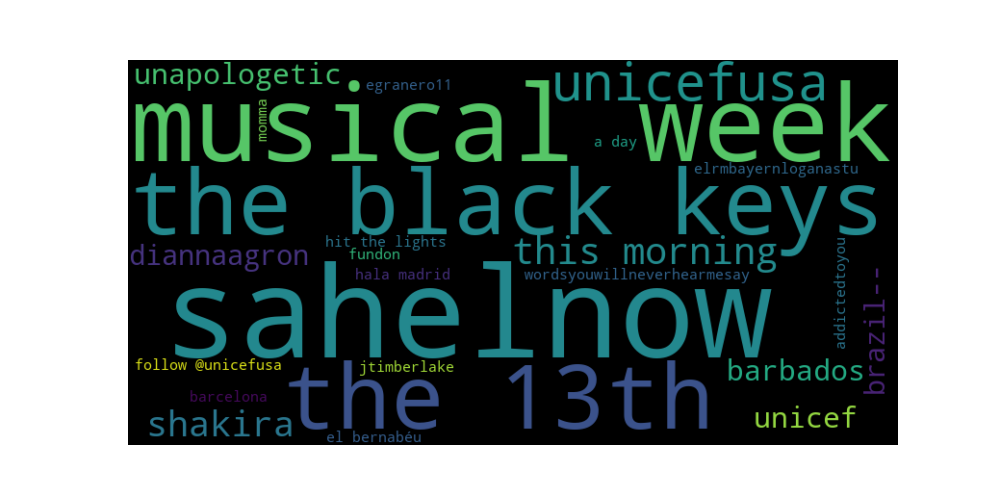 unapologetic
egranero11
unicefusa
musical week
momma
a day
the black keys
elrmbayernloganastu
diannaagron
hit the lights
fundon
this morning
hala madrid
wordsyouwillneverhearmesay
addictedtoyou
sahelnow
brazil--
follow @unicefusa
jtimberlake
barbados
barcelona
the 13th
shakira
unicef
el bernabéu